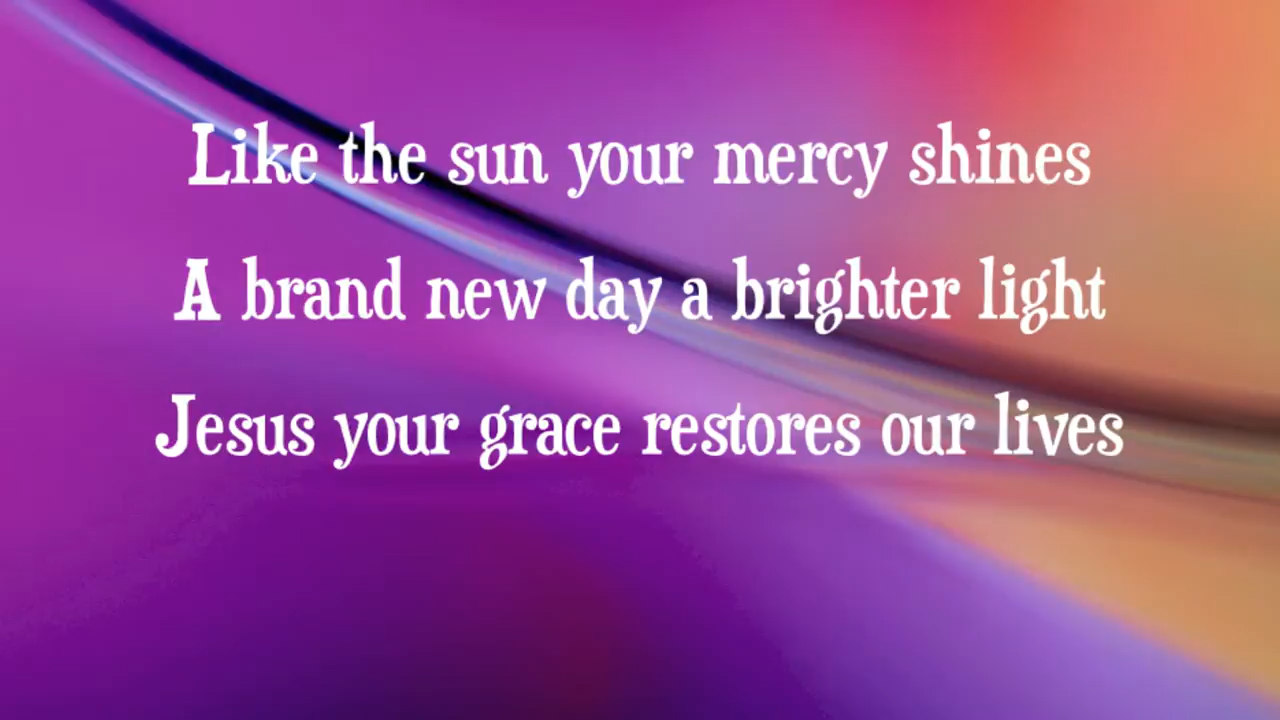 Like the sun your mercy shines
A brand new day a brighter light
Jesus your grace restores our lives